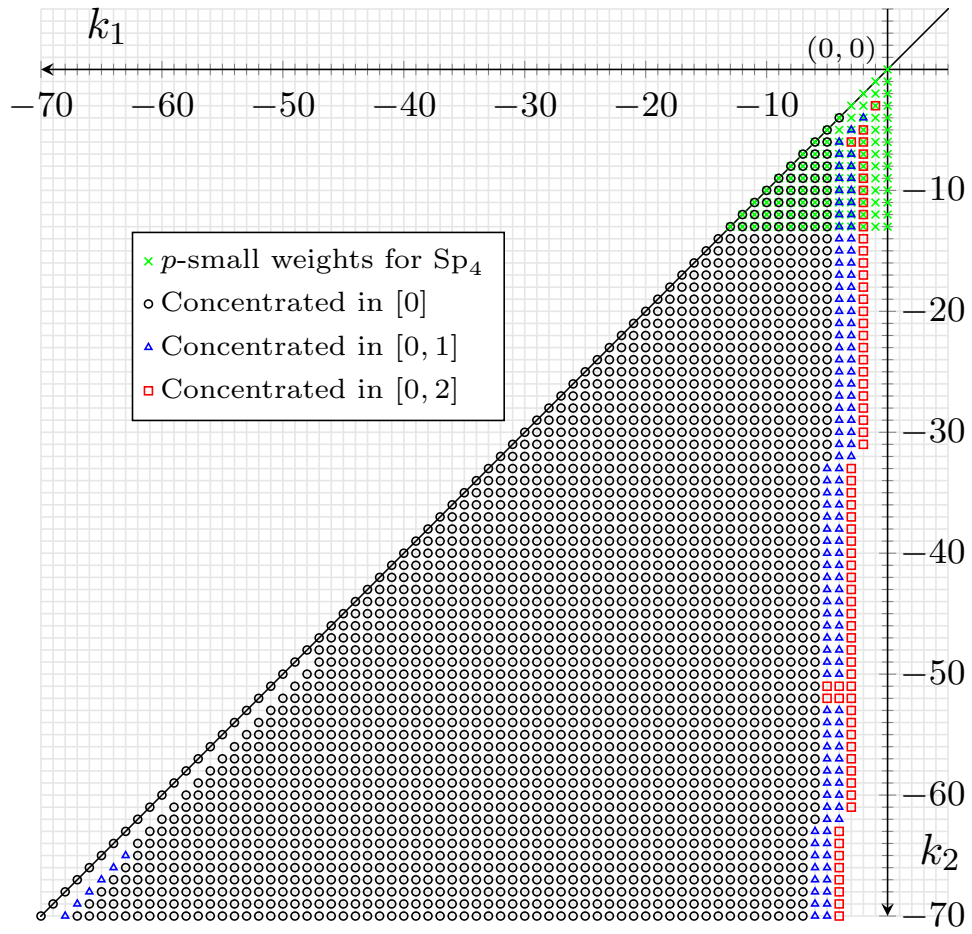 k₁
(0, 0)
−70 −60 −50 −40 −30 −20 −10
−10
p-small weights for Sp₄
Concentrated in [0]
Concentrated in [0, 1]
Concentrated in [0, 2]
−20
−30
−40
−50
−60
k₂
−70